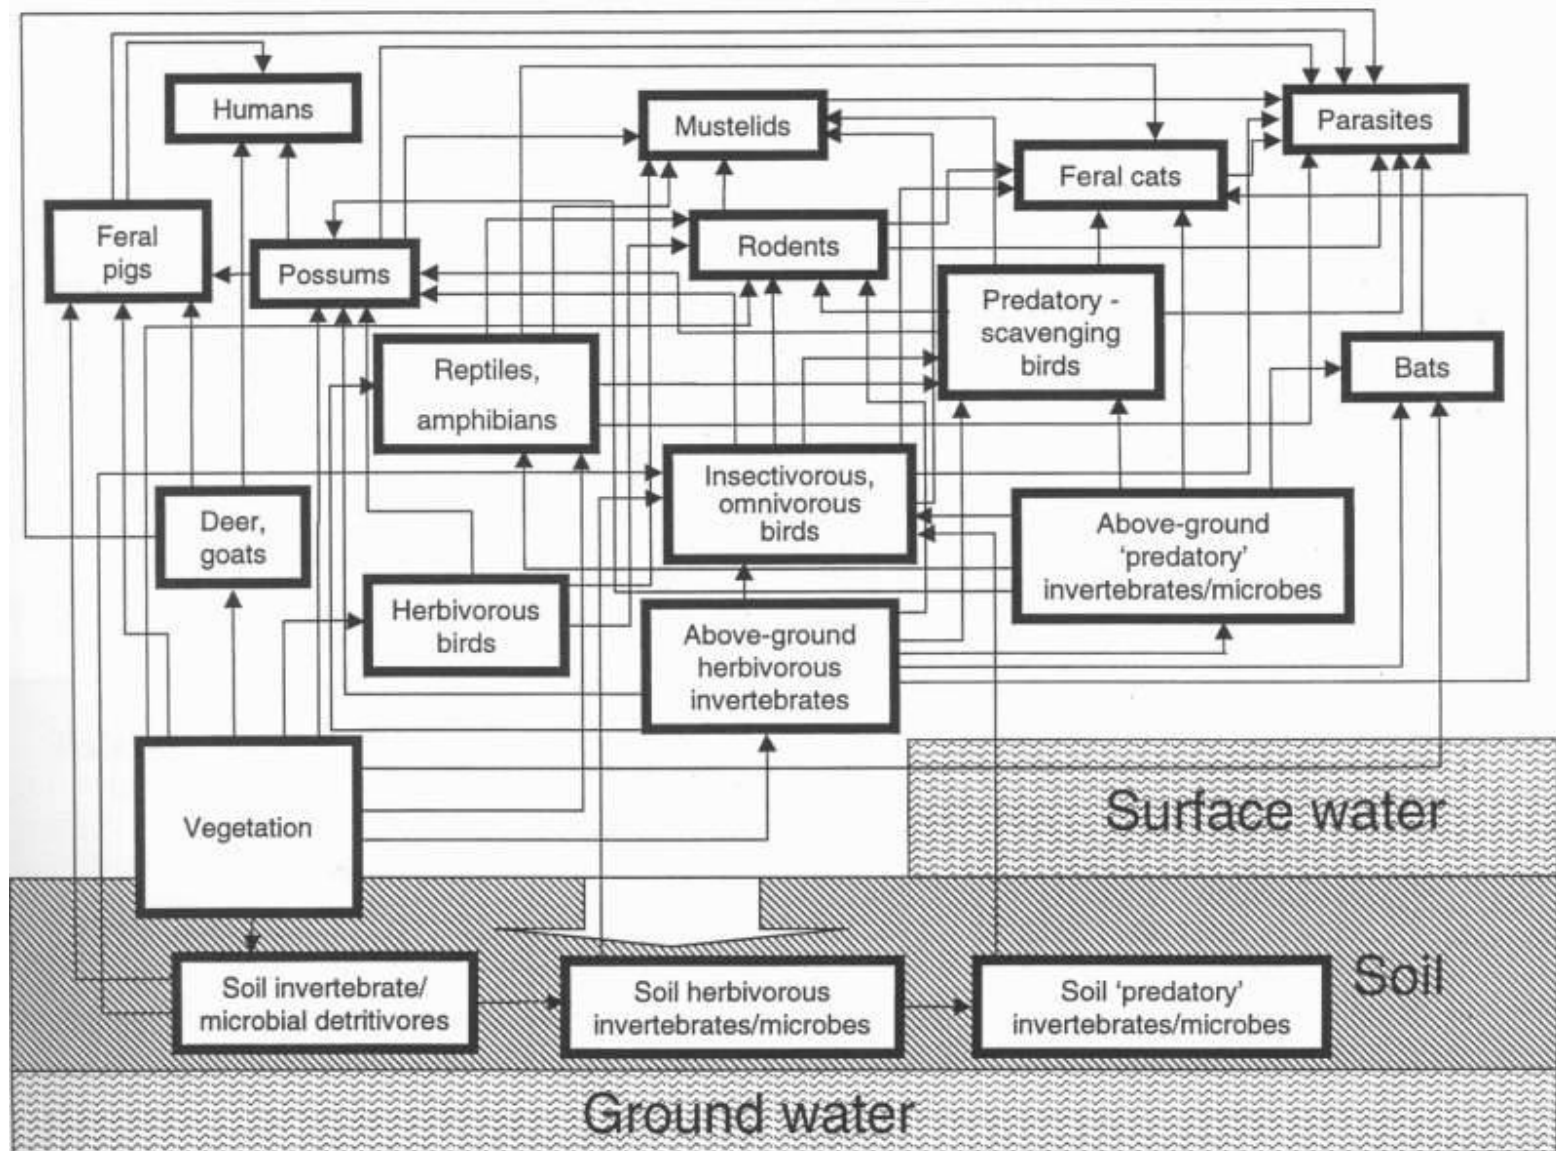 Humans
Mustelids
Parasites
Feral cats
Feral
pigs
Possums
Rodents
Predatory -
scavenging
birds
Reptiles,
amphibians
Bats
Insectivorous,
omnivorous
birds
Deer,
goats
Above-ground
‘predatory’
invertebrates/microbes
Herbivorous
birds
Above-ground
herbivorous
invertebrates
Vegetation
Surface water
Soil
Soil invertebrate/
microbial detritivores
Soil herbivorous
invertebrates/microbes
Soil ‘predatory’
invertebrates/microbes
Ground water